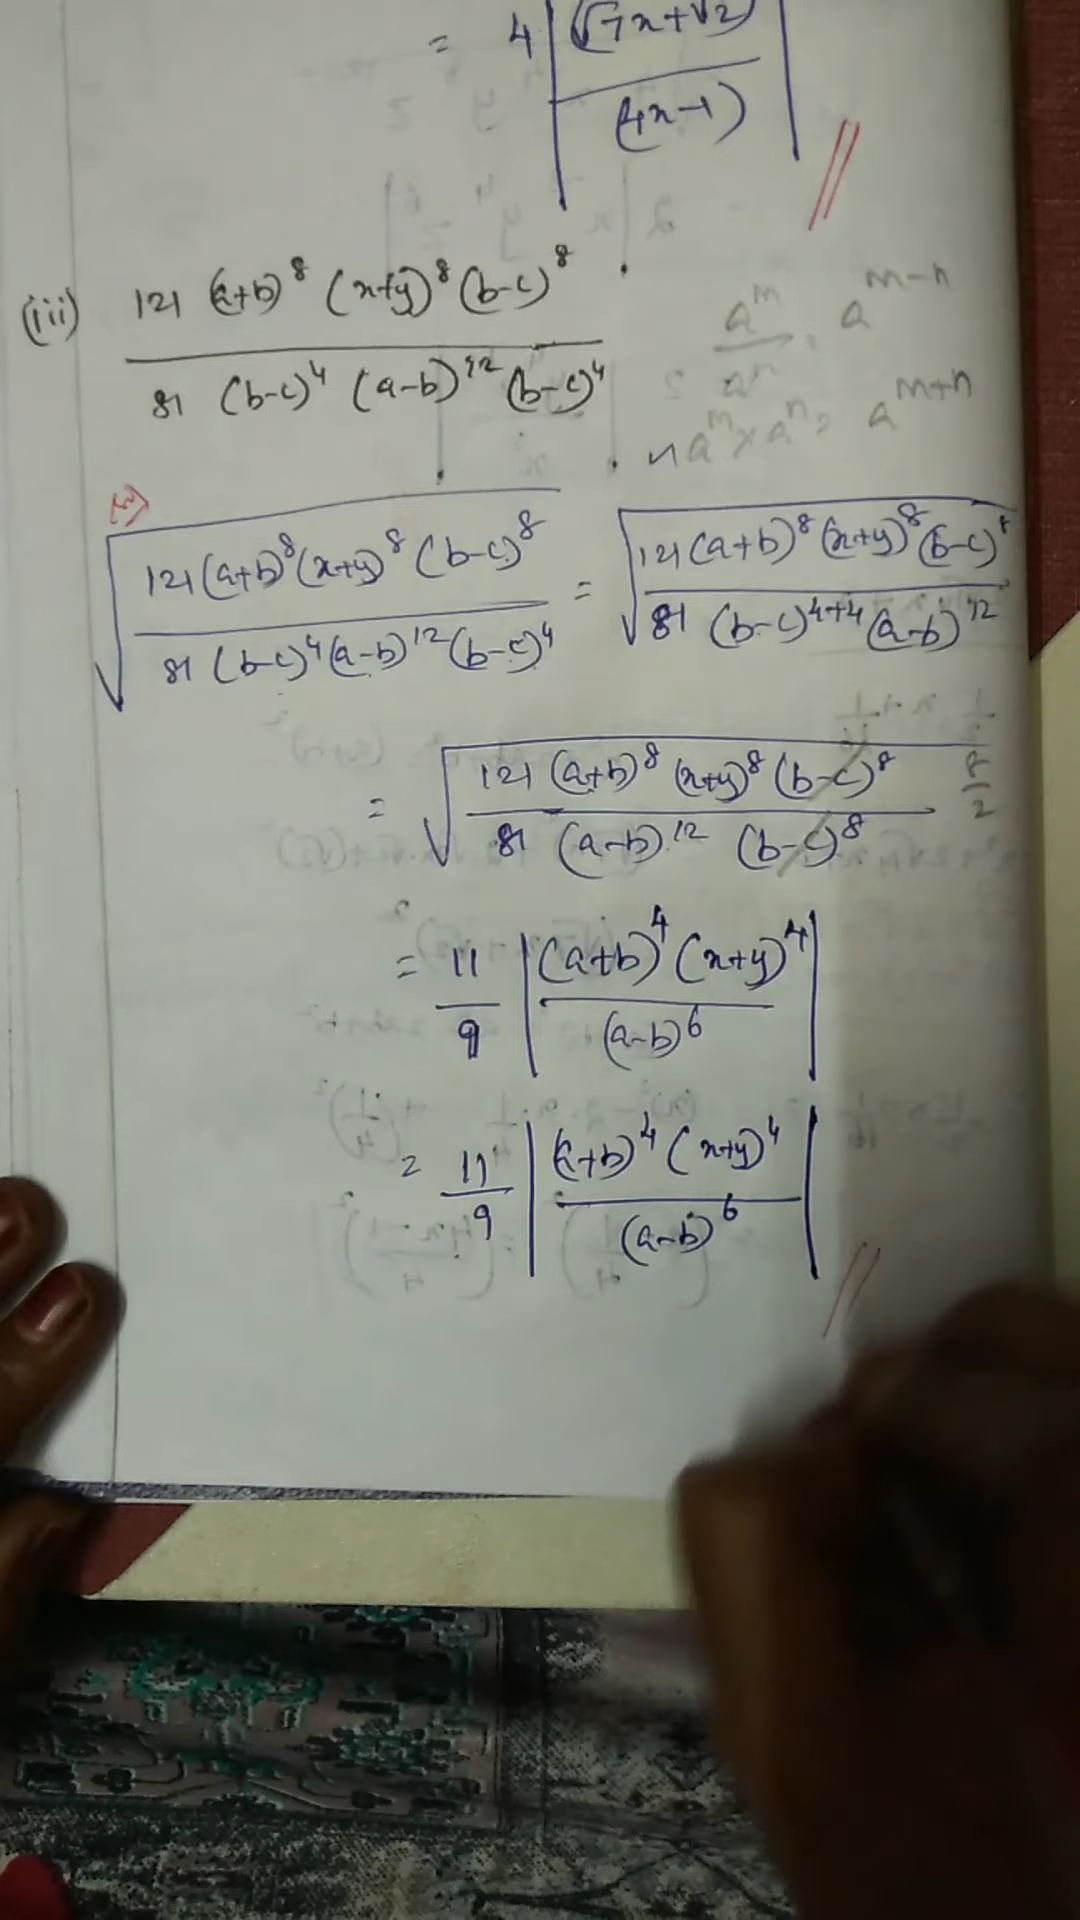 = 4 | (√7x+√2) / (4x-1) |
(iii) 121 (a+b)^8 (x+y)^8 (b-c)^8 / 81 (b-c)^4 (a-b)^12 (b-c)^4
a^m / a^n = a^m-n
a^m × a^n = a^m+n
√(121(a+b)^8(x+y)^8(b-c)^8 / 81(b-c)^4(a-b)^12(b-c)^4) = √(121(a+b)^8(x+y)^8(b-c)^8 / 81(b-c)^4+4(a-b)^12)
= √(121(a+b)^8(x+y)^8(b-c)^8 / 81(a-b)^12(b-c)^8) 8/2
= 11/9 | (a+b)^4(x+y)^4 / (a-b)^6 |
= 11/9 | (a+b)^4(x+y)^4 / (a-b)^6 |